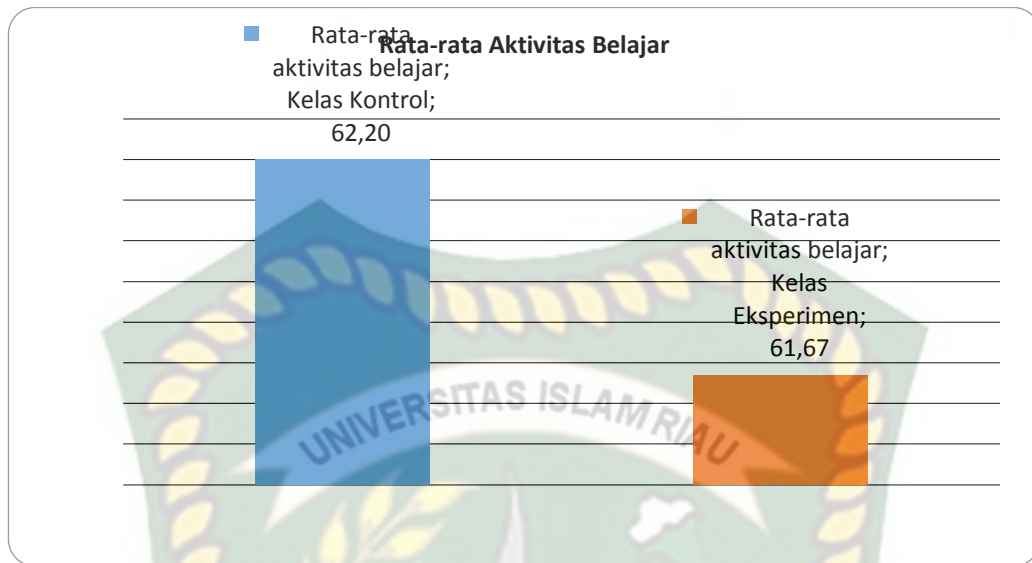 Rata-rata Aktivitas Belajar
Rata-rata
aktivitas belajar;
Kelas Kontrol;
62,20
Rata-rata
aktivitas belajar;
Kelas
Eksperimen;
61,67
UNIVERSITAS ISLAM RIAU